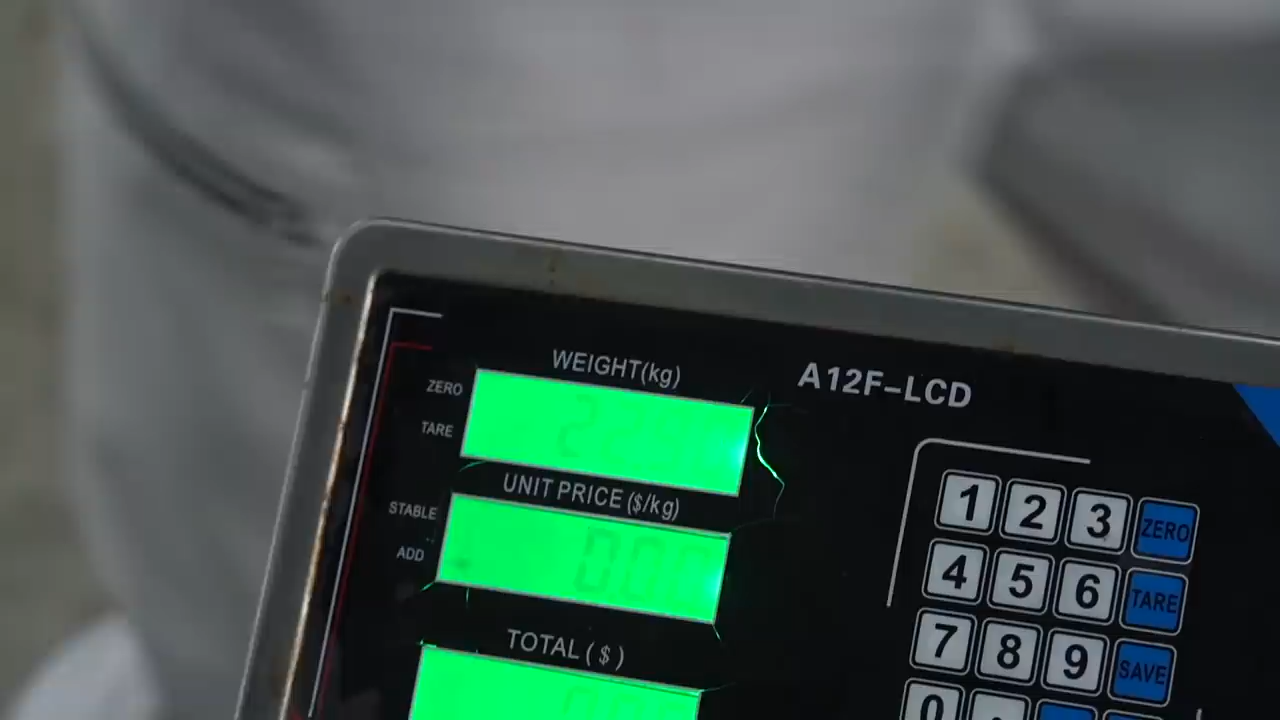 WEIGHT(kg)
A12F-LCD
ZERO
TARE
UNIT PRICE ($/kg)
STABLE
ADD
1 2 3 ZERO
4 5 6 TARE
TOTAL ($)
7 8 9 SAVE
0